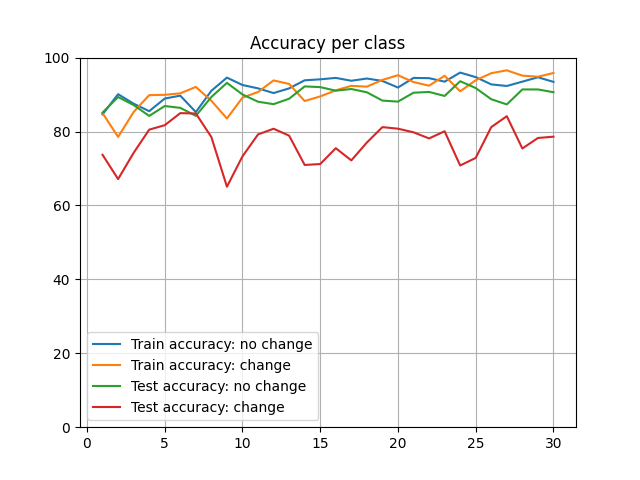 Accuracy per class
100
80
60
40
20
0
Train accuracy: no change
Train accuracy: change
Test accuracy: no change
Test accuracy: change
0 5 10 15 20 25 30